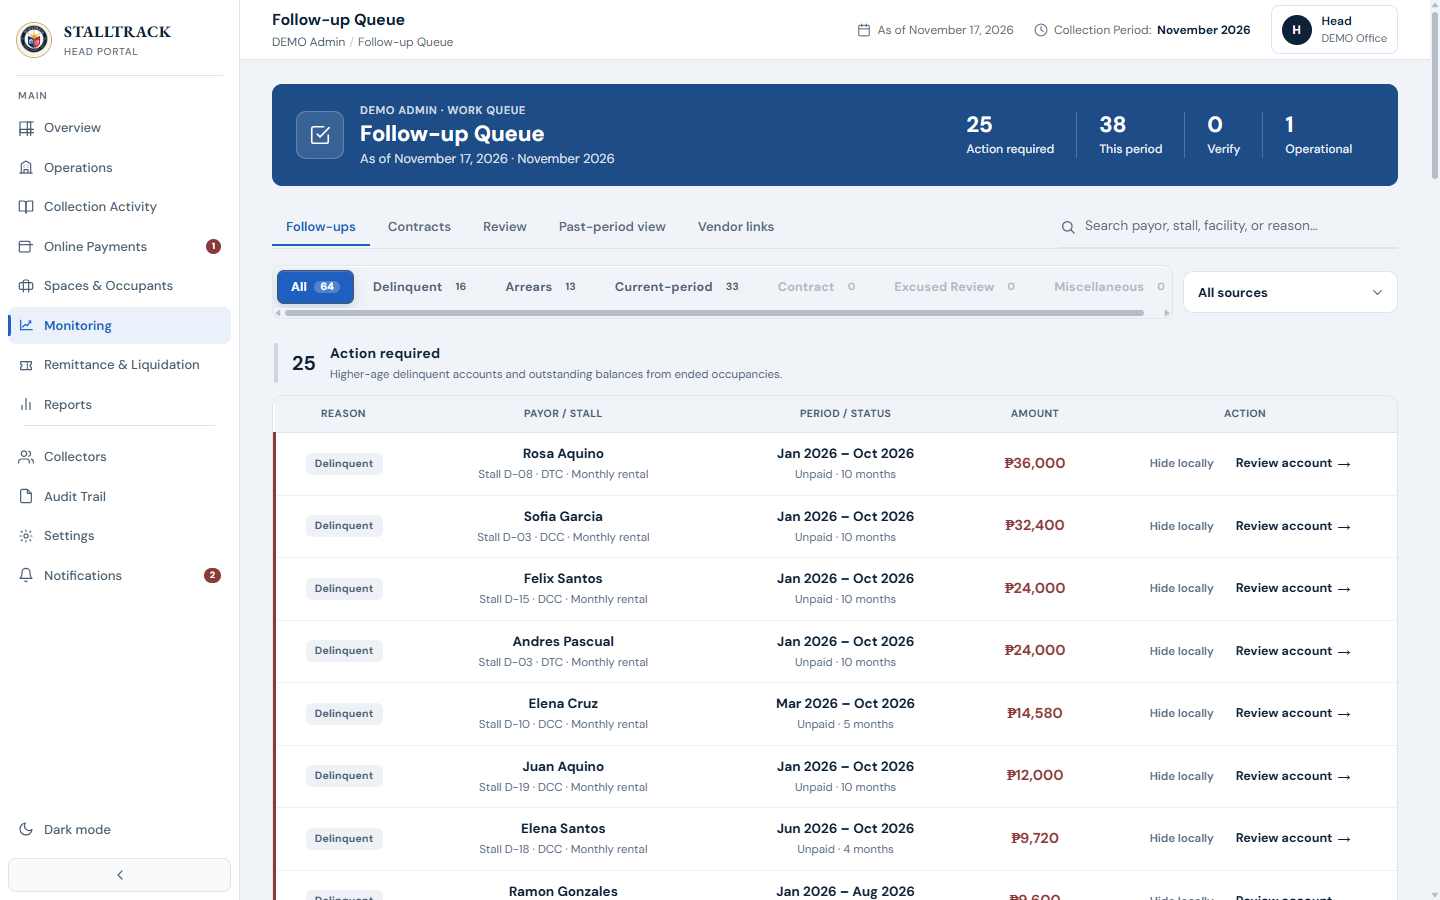 STALLTRACK
HEAD PORTAL
MAIN
Overview
Operations
Collection Activity
Online Payments 1
Spaces & Occupants
Monitoring
Remittance & Liquidation
Reports
Collectors
Audit Trail
Settings
Notifications 2
Dark mode
Follow-up Queue
DEMO Admin / Follow-up Queue
As of November 17, 2026
Collection Period: November 2026
H
Head
DEMO Office
DEMO ADMIN · WORK QUEUE
Follow-up Queue
As of November 17, 2026 · November 2026
25
Action required
38
This period
0
Verify
1
Operational
Follow-ups Contracts Review Past-period view Vendor links
Search payor, stall, facility, or reason...
All 64 Delinquent 16 Arrears 13 Current-period 33 Contract 0 Excused Review 0 Miscellaneous 0
All sources
25
Action required
Higher-age delinquent accounts and outstanding balances from ended occupancies.
REASON PAYOR / STALL PERIOD / STATUS AMOUNT ACTION
Delinquent
Rosa Aquino
Stall D-08 · DTC · Monthly rental
Jan 2026 – Oct 2026
Unpaid · 10 months
₱36,000
Hide locally Review account →
Delinquent
Sofia Garcia
Stall D-03 · DCC · Monthly rental
Jan 2026 – Oct 2026
Unpaid · 10 months
₱32,400
Hide locally Review account →
Delinquent
Felix Santos
Stall D-15 · DCC · Monthly rental
Jan 2026 – Oct 2026
Unpaid · 10 months
₱24,000
Hide locally Review account →
Delinquent
Andres Pascual
Stall D-03 · DTC · Monthly rental
Jan 2026 – Oct 2026
Unpaid · 10 months
₱24,000
Hide locally Review account →
Delinquent
Elena Cruz
Stall D-10 · DCC · Monthly rental
Mar 2026 – Oct 2026
Unpaid · 5 months
₱14,580
Hide locally Review account →
Delinquent
Juan Aquino
Stall D-19 · DCC · Monthly rental
Jan 2026 – Oct 2026
Unpaid · 10 months
₱12,000
Hide locally Review account →
Delinquent
Elena Santos
Stall D-18 · DCC · Monthly rental
Jun 2026 – Oct 2026
Unpaid · 4 months
₱9,720
Hide locally Review account →
Delinquent
Ramon Gonzales
Jan 2026 – Aug 2026
₱9,600
Hide locally Review account